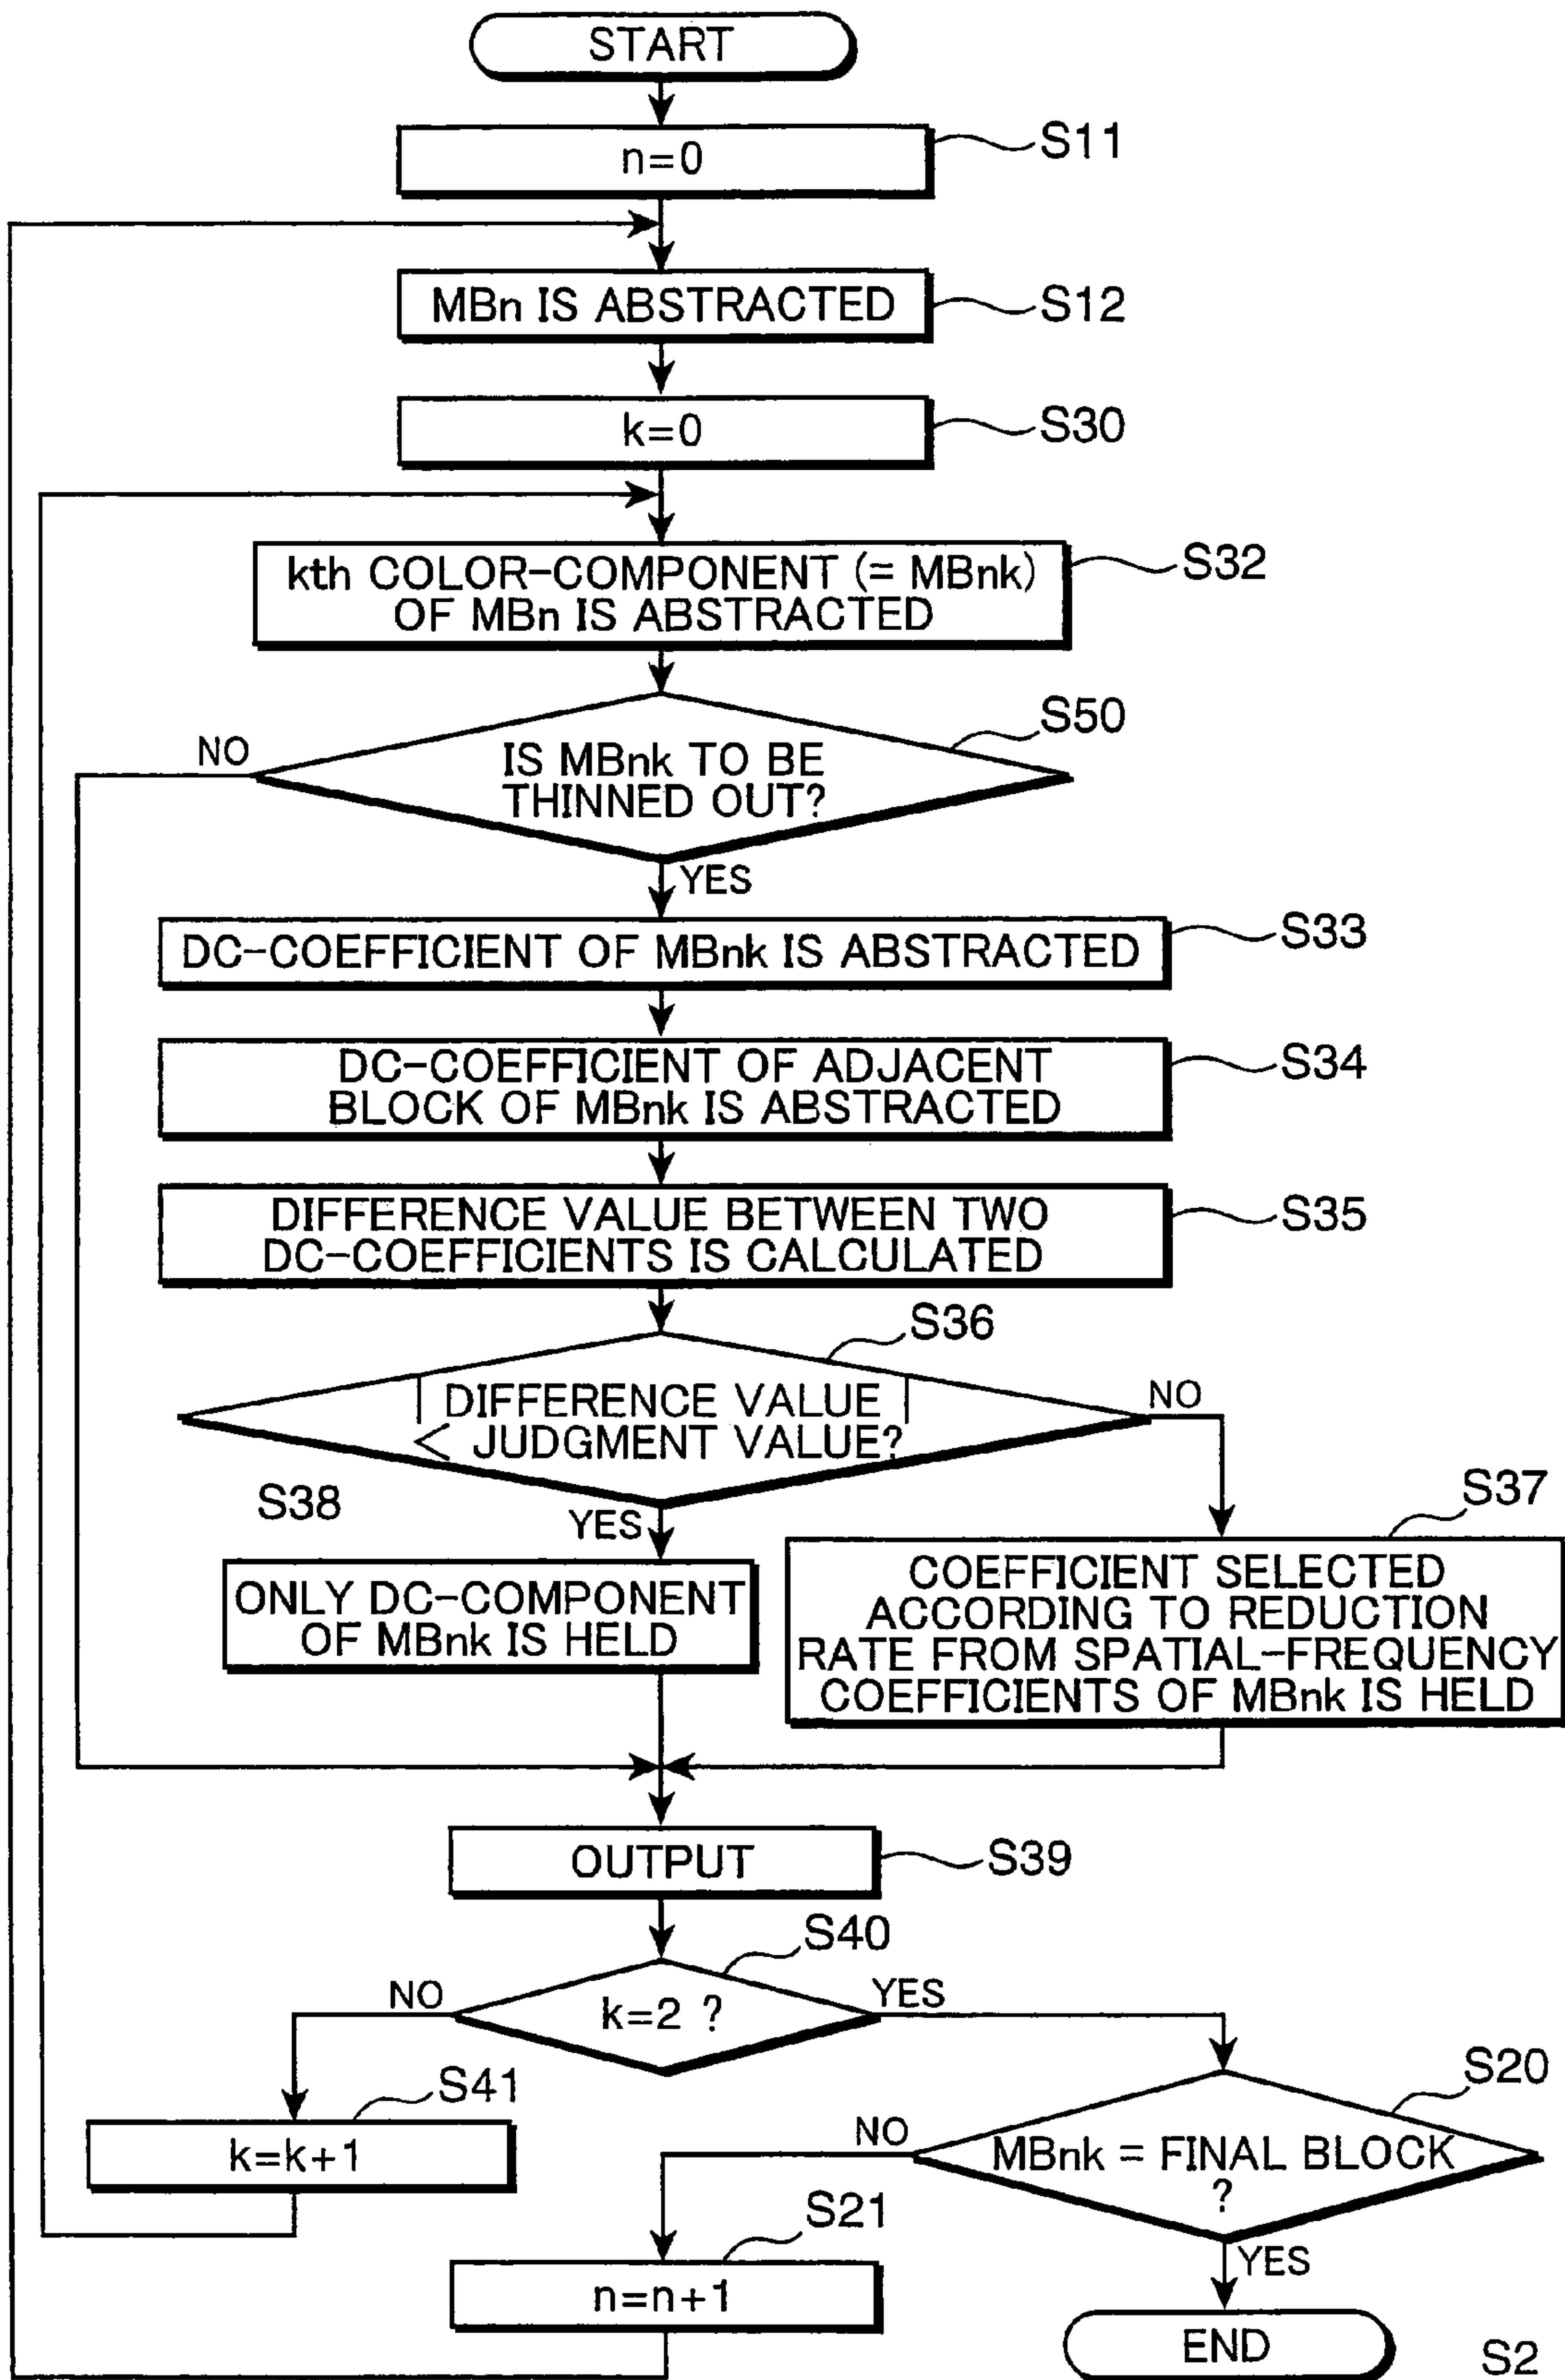 START
n=0
S11
MBn IS ABSTRACTED
S12
k=0
S30
kth COLOR-COMPONENT (= MBnk)
OF MBn IS ABSTRACTED
S32
S50
NO
IS MBnk TO BE
THINNED OUT?
YES
DC-COEFFICIENT OF MBnk IS ABSTRACTED
S33
DC-COEFFICIENT OF ADJACENT
BLOCK OF MBnk IS ABSTRACTED
S34
DIFFERENCE VALUE BETWEEN TWO
DC-COEFFICIENTS IS CALCULATED
S35
S36
| DIFFERENCE VALUE |
< JUDGMENT VALUE?
NO
S38
YES
S37
ONLY DC-COMPONENT
OF MBnk IS HELD
COEFFICIENT SELECTED
ACCORDING TO REDUCTION
RATE FROM SPATIAL-FREQUENCY
COEFFICIENTS OF MBnk IS HELD
OUTPUT
S39
S40
NO
k=2 ?
YES
S41
k=k+1
S20
NO
MBnk = FINAL BLOCK
?
S21
n=n+1
YES
END
S2